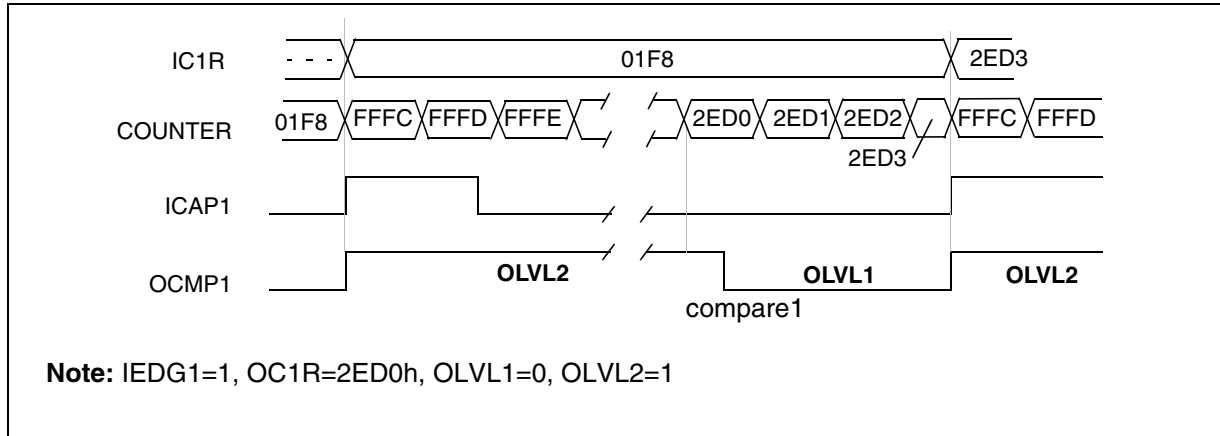 IC1R - - - - 01F8 2ED3
COUNTER 01F8 FFFC FFFD FFFE 2ED0 2ED1 2ED2 FFFC FFFD
2ED3
ICAP1
OCMP1 OLVL2 OLVL1 OLVL2
compare1
Note: IEDG1=1, OC1R=2ED0h, OLVL1=0, OLVL2=1